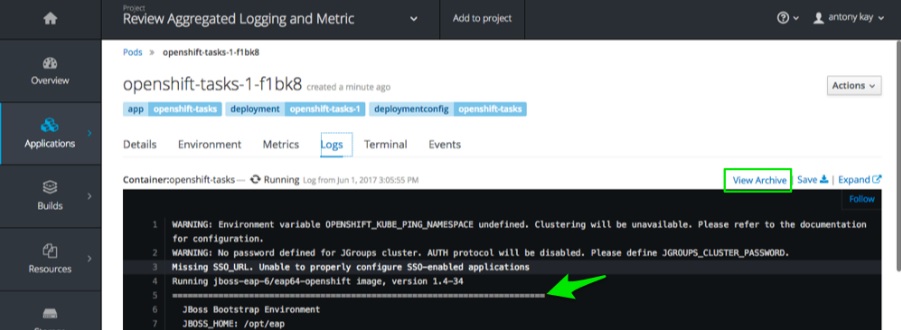 Project
Review Aggregated Logging and Metric
Add to project
antony kay
Pods » openshift-tasks-1-f1bk8
Overview
openshift-tasks-1-f1bk8 created a minute ago
Actions
app openshift-tasks deployment openshift-tasks-1 deploymentconfig openshift-tasks
Applications
Details Environment Metrics Logs Terminal Events
Container:openshift-tasks — Running Log from Jun 1, 2017 3:05:55 PM
View Archive Save | Expand
Builds
Follow
1 WARNING: Environment variable OPENSHIFT_KUBE_PING_NAMESPACE undefined. Clustering will be unavailable. Please refer to the documentation
for configuration.
2 WARNING: No password defined for JGroups cluster. AUTH protocol will be disabled. Please define JGROUPS_CLUSTER_PASSWORD.
3 Missing SSO_URL. Unable to properly configure SSO-enabled applications
Resources
4 Running jboss-eap-6/eap64-openshift image, version 1.4-34
5 =========================================================================
6 JBoss Bootstrap Environment
7 JBOSS_HOME: /opt/eap